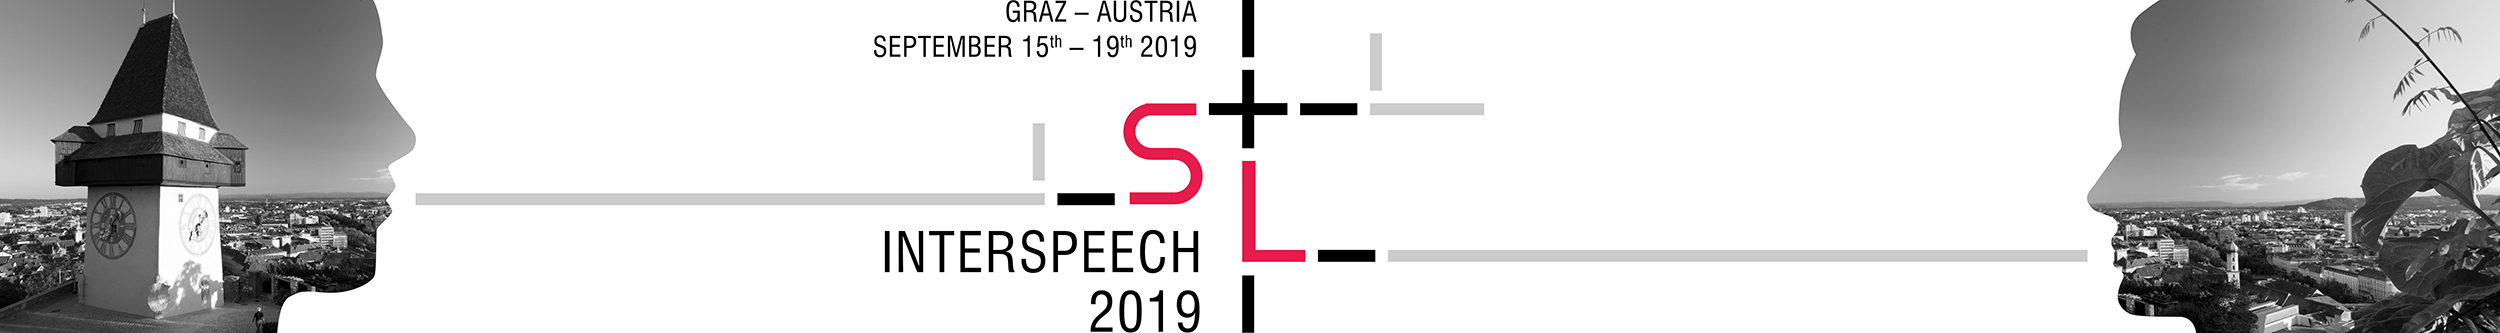 GRAZ – AUSTRIA
SEPTEMBER 15th – 19th 2019
S
L
INTERSPEECH
2019